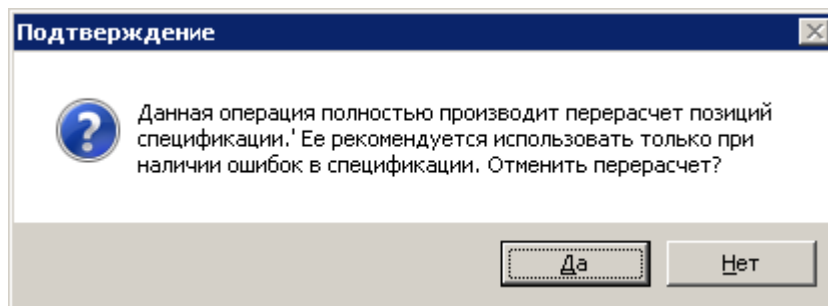 Подтверждение
Данная операция полностью производит перерасчет позиций
спецификации.' Ее рекомендуется использовать только при
наличии ошибок в спецификации. Отменить перерасчет?
Да
Нет